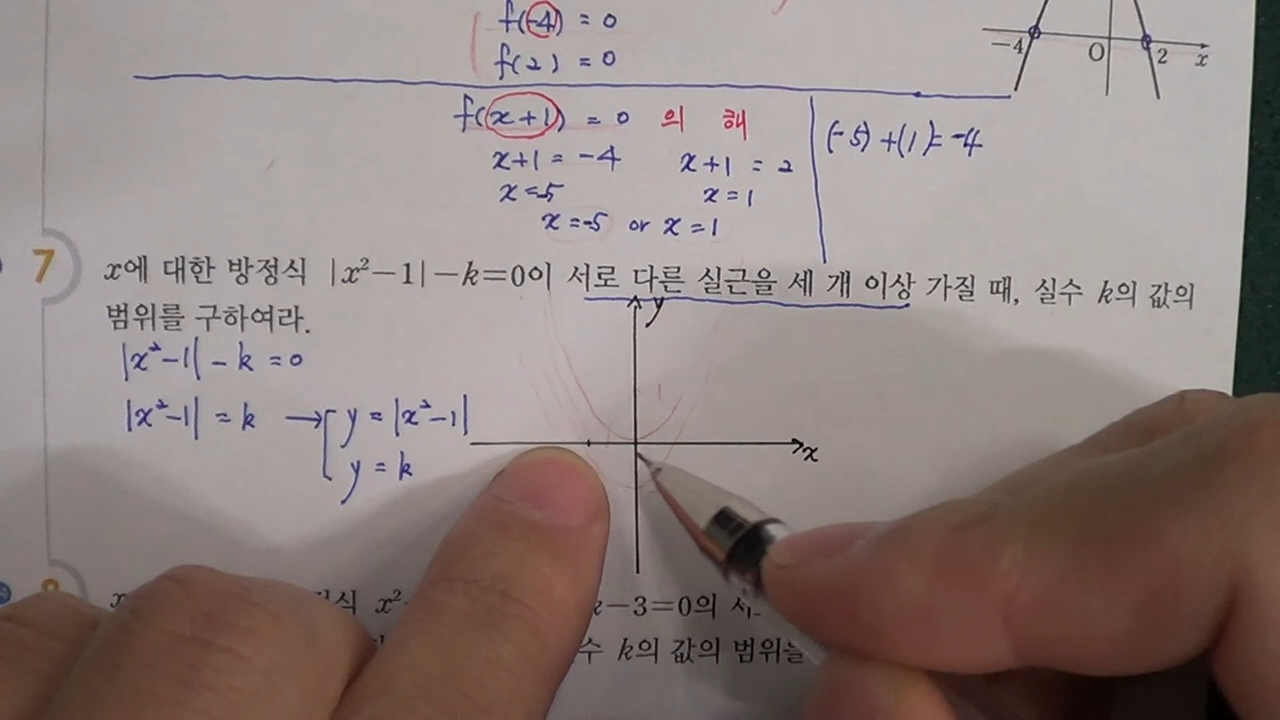 f(-4) = 0
f(2) = 0
-4 O 2 x
f(x+1) = 0 의 해
x+1 = -4 x+1 = 2
x=-5 x=1
x=-5 or x=1
(-5)+(1)=-4
7 x에 대한 방정식 |x²-1|-k=0이 서로 다른 실근을 세 개 이상 가질 때, 실수 k의 값의
범위를 구하여라.
|x²-1| - k = 0
|x²-1| = k → y = |x²-1|
y = k
y
x
8
식 x² k-3=0의
수 k의 값의 범위를